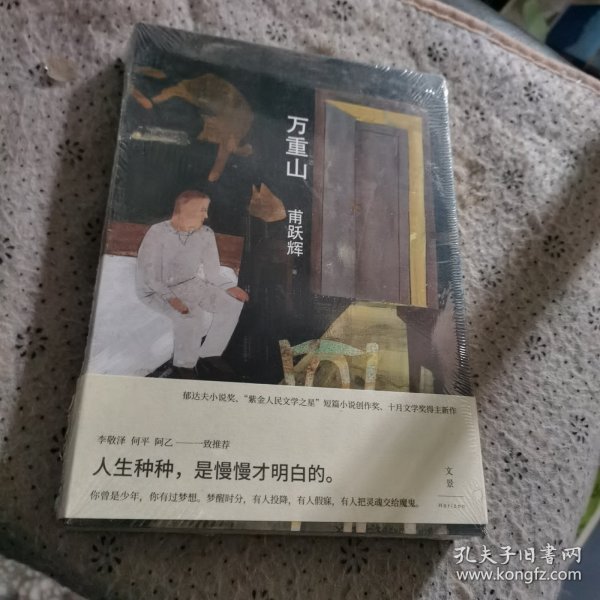 万重山
甫跃辉
著
郁达夫小说奖、“紫金人民文学之星”短篇小说创作奖、十月文学奖得主新作
李敬泽 何平 阿乙——一致推荐
人生种种，是慢慢才明白的。
你曾是少年，你有过梦想。梦醒时分，有人投降，有人假寐，有人把灵魂交给魔鬼。
文景
Horizon
孔夫子旧书网
www.kongfz.com